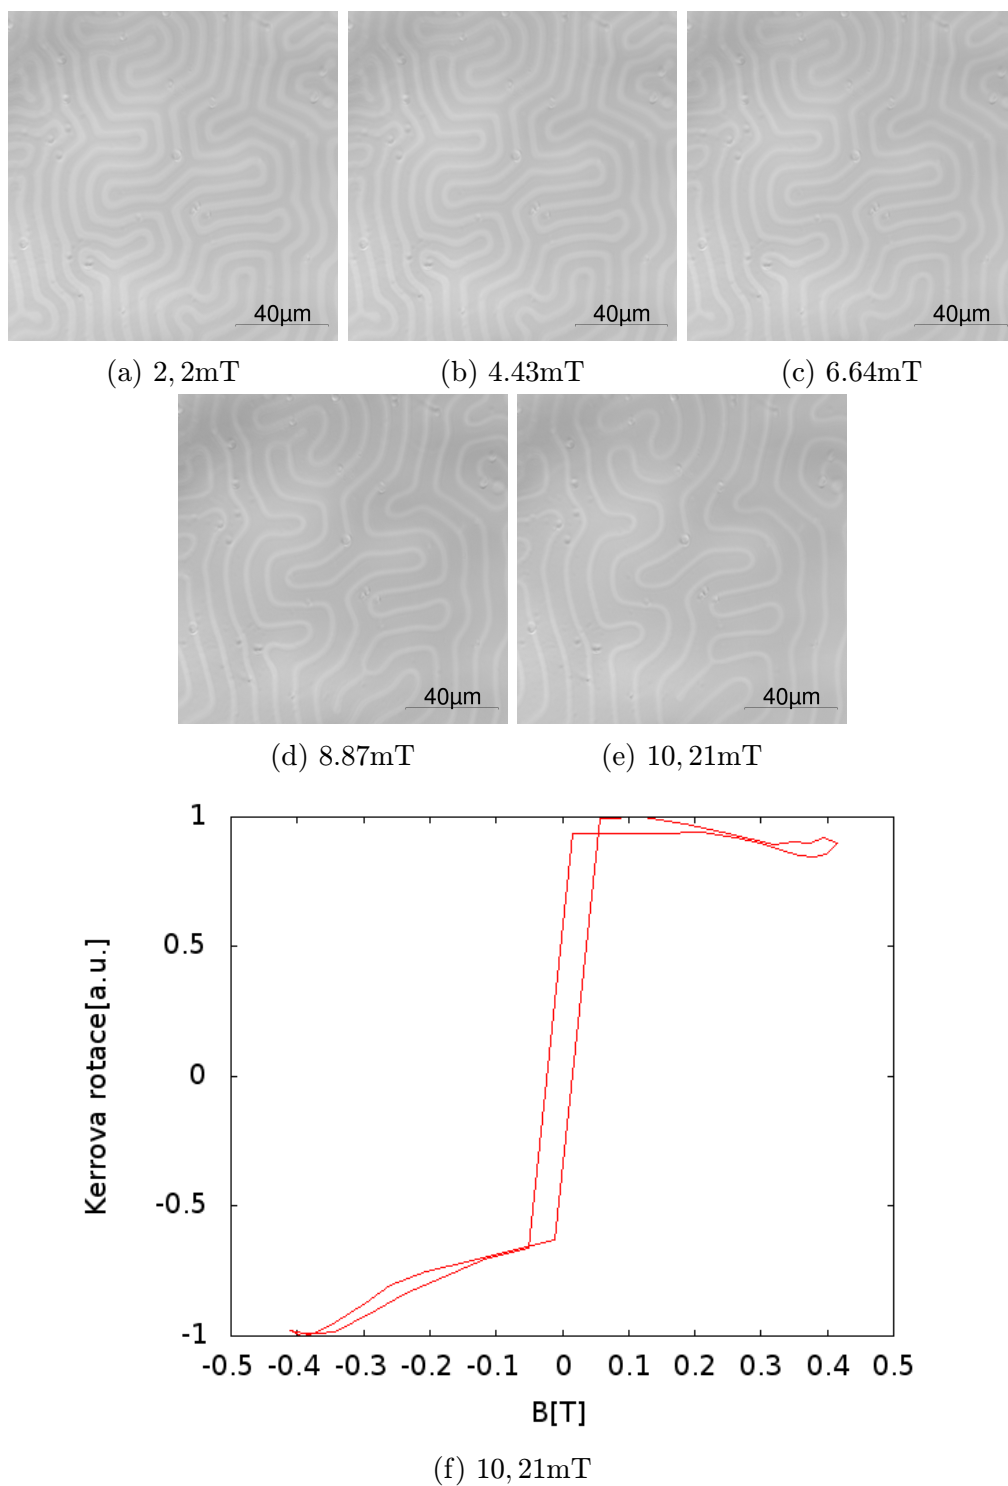 40μm 40μm 40μm
(a) 2, 2mT (b) 4.43mT (c) 6.64mT
40μm 40μm
(d) 8.87mT (e) 10, 21mT
1
0.5
0
-0.5
-1
Kerrova rotace[a.u.]
-0.5 -0.4 -0.3 -0.2 -0.1 0 0.1 0.2 0.3 0.4 0.5
B[T]
(f) 10, 21mT